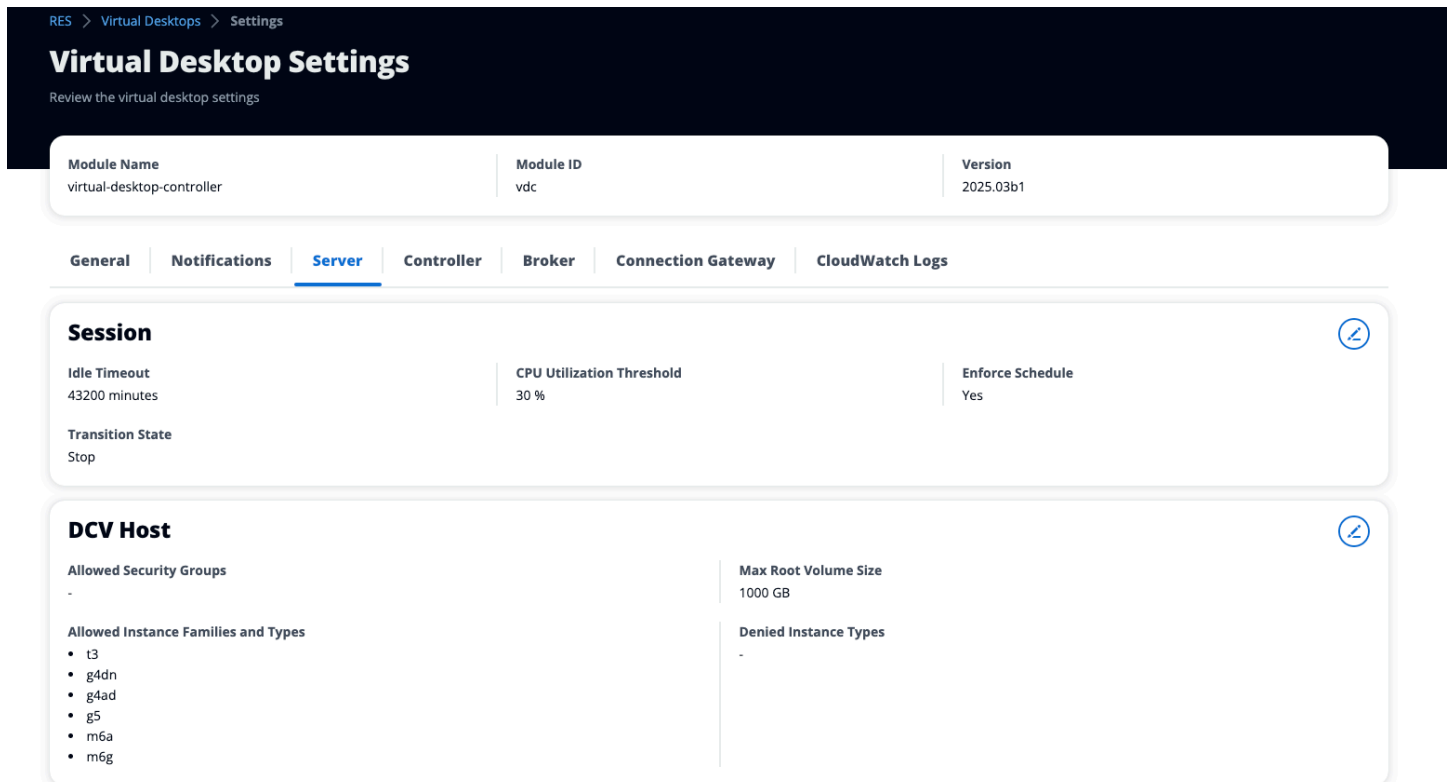 RES > Virtual Desktops > Settings
Virtual Desktop Settings
Review the virtual desktop settings
Module Name
virtual-desktop-controller
Module ID
vdc
Version
2025.03b1
General Notifications Server Controller Broker Connection Gateway CloudWatch Logs
Session
Idle Timeout
43200 minutes
CPU Utilization Threshold
30 %
Enforce Schedule
Yes
Transition State
Stop
DCV Host
Allowed Security Groups
-
Max Root Volume Size
1000 GB
Allowed Instance Families and Types
• t3
• g4dn
• g4ad
• g5
• m6a
• m6g
Denied Instance Types
-